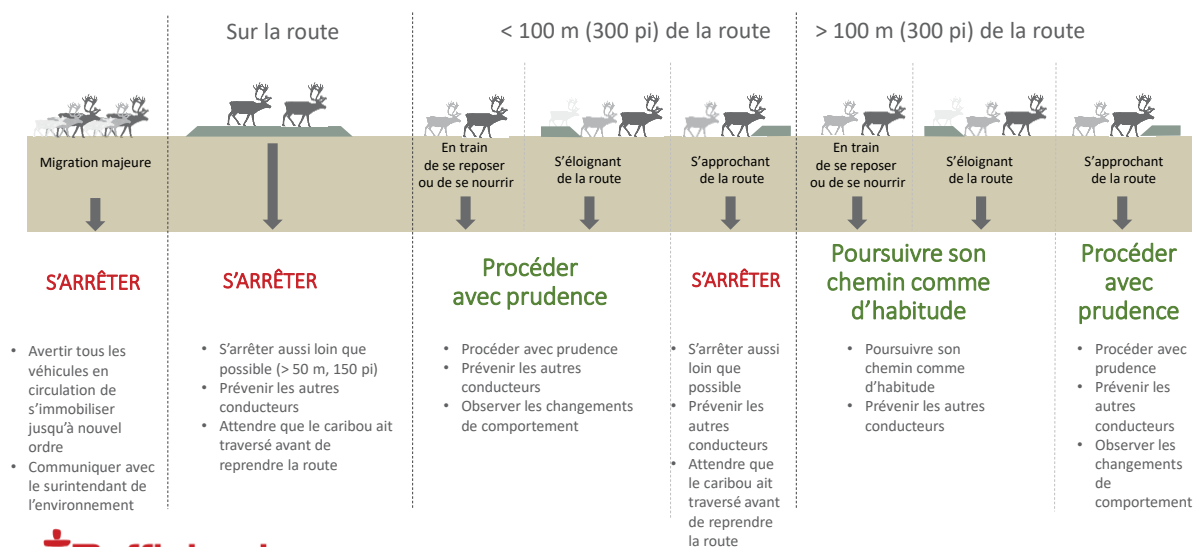 Sur la route
< 100 m (300 pi) de la route
> 100 m (300 pi) de la route
Migration majeure
En train
de se reposer
ou de se nourrir
S'éloignant
de la route
S'approchant
de la route
En train
de se reposer
ou de se nourrir
S'éloignant
de la route
S'approchant
de la route
S'ARRÊTER
• Avertir tous les
véhicules en
circulation de
s'immobiliser
jusqu'à nouvel
ordre
• Communiquer avec
le surintendant de
l'environnement
S'ARRÊTER
• S'arrêter aussi loin que
possible (> 50 m, 150 pi)
• Prévenir les autres
conducteurs
• Attendre que le caribou ait
traversé avant de
reprendre la route
Procéder
avec prudence
• Procéder avec prudence
• Prévenir les autres
conducteurs
• Observer les changements
de comportement
S'ARRÊTER
• S'arrêter aussi
loin que
possible
• Prévenir les
autres
conducteurs
• Attendre que
le caribou ait
traversé avant
de reprendre
la route
Poursuivre son
chemin comme
d'habitude
• Poursuivre son
chemin comme
d'habitude
• Prévenir les autres
conducteurs
Procéder
avec
prudence
• Procéder avec
prudence
• Prévenir les
autres
conducteurs
• Observer les
changements
de
comportement